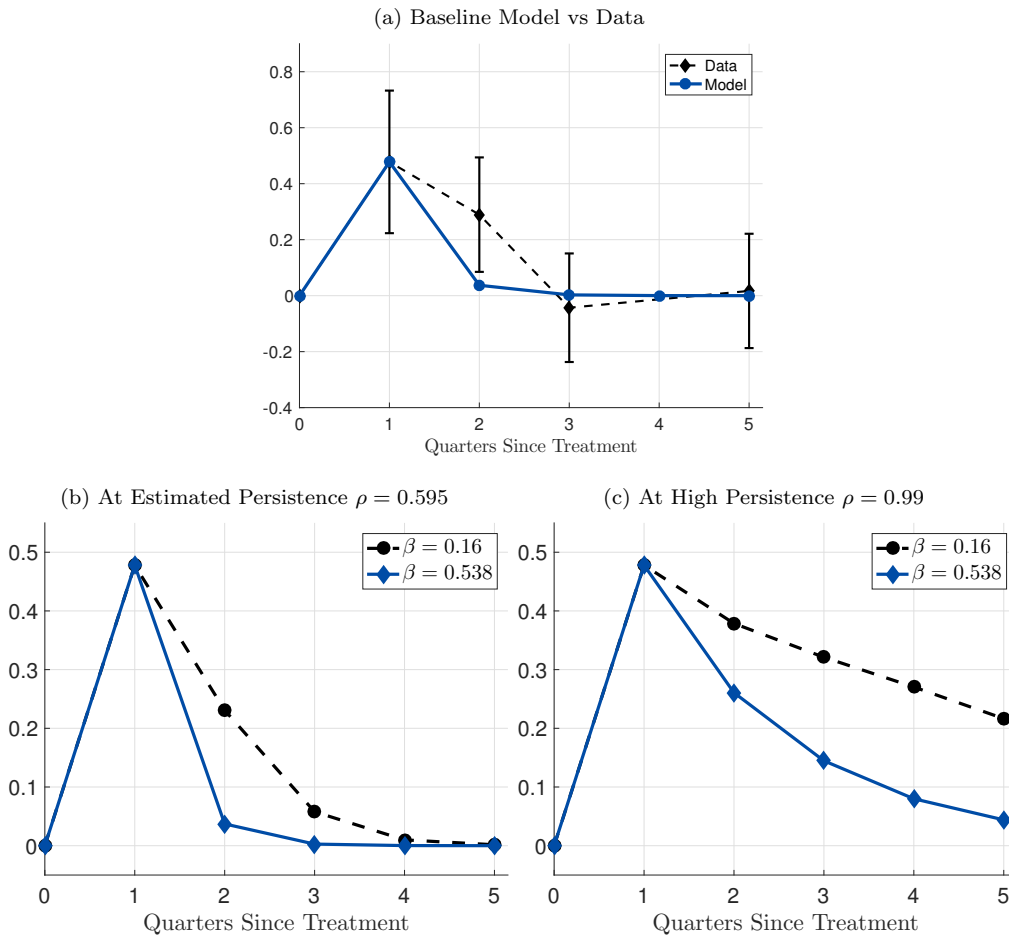 (a) Baseline Model vs Data
0.8
0.6
0.4
0.2
0
-0.2
-0.4
Data
Model
0 1 2 3 4 5
Quarters Since Treatment
(b) At Estimated Persistence ρ = 0.595
0.5
0.4
0.3
0.2
0.1
0
β = 0.16
β = 0.538
0 1 2 3 4 5
Quarters Since Treatment
(c) At High Persistence ρ = 0.99
0.5
0.4
0.3
0.2
0.1
0
β = 0.16
β = 0.538
0 1 2 3 4 5
Quarters Since Treatment